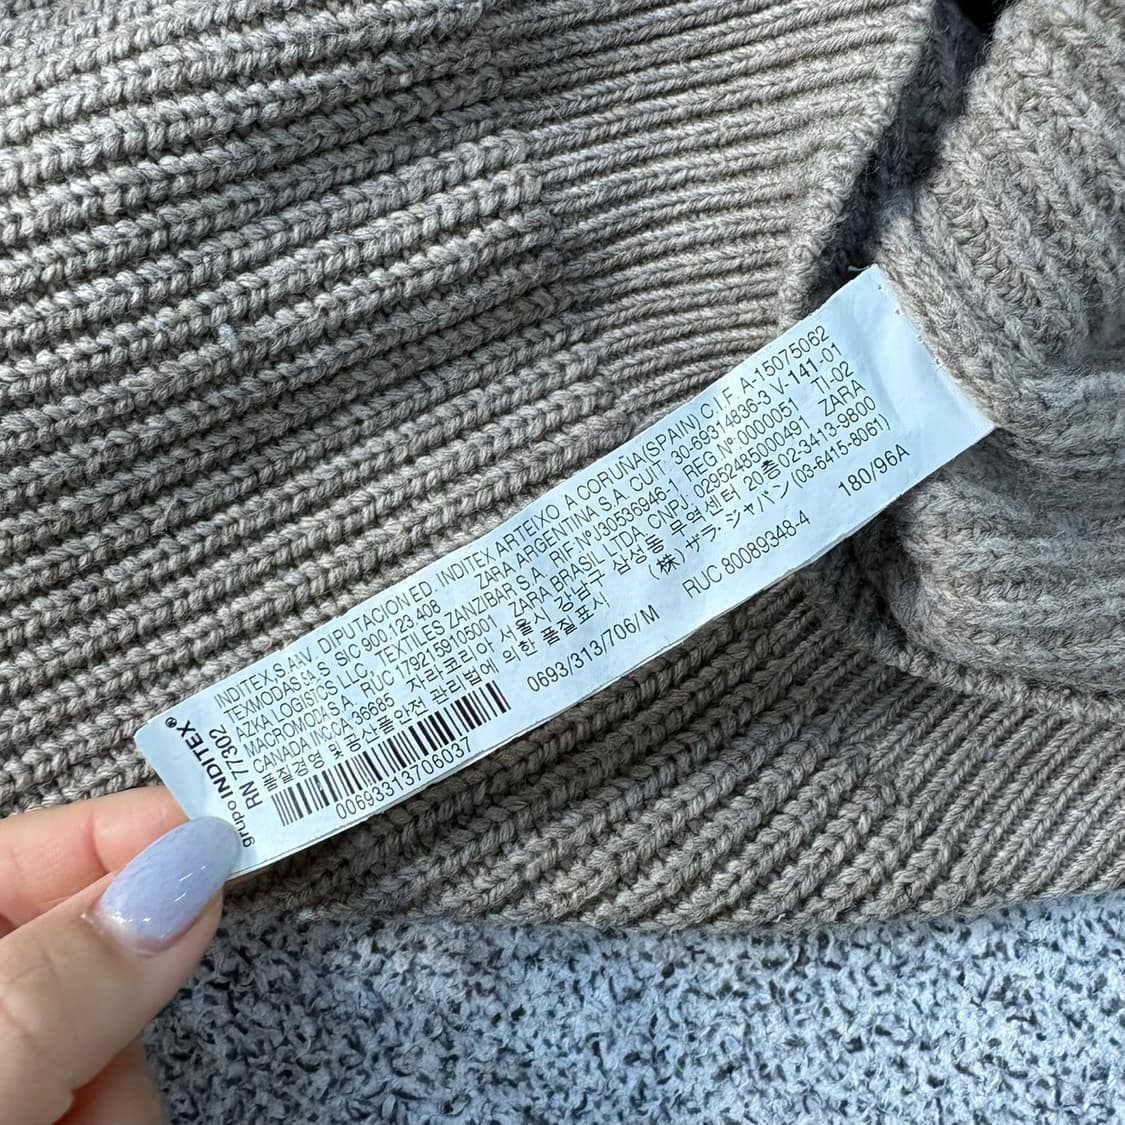 grupo INDITEX®
RN 77302
INDITEX.S.A AV. DIPUTACION ED. INDITEX ARTEIXO A CORUNA(SPAIN).C.I.F. A-15075062
TEXMODAS S.A.S SIC 900.123.408 ZARA ARGENTINA S.A. CUIT: 30-69314836-3 V-141-01
AZKA LOGISTCS LLC, TEXTILES ZANZIBAR S.A. RIF Nº J30536946-1 REG.Nº 0000051 TI-02
MACROMODAS A. RUC 1792159105001 ZARA BRASIL LTDA. CNPJ. 02952485000491 ZARA
CANADA INC CA 36685 자라코리아 서울시 강남구 삼성동 무역센터 20층 02-3413-9800
품질경영 및 공산품안전 관리법에 의한 품질표시 (株) ザラ・ジャパン (03-6415-8061)
0693/313/706/M RUC 80089348-4 180/96A
00693313706037